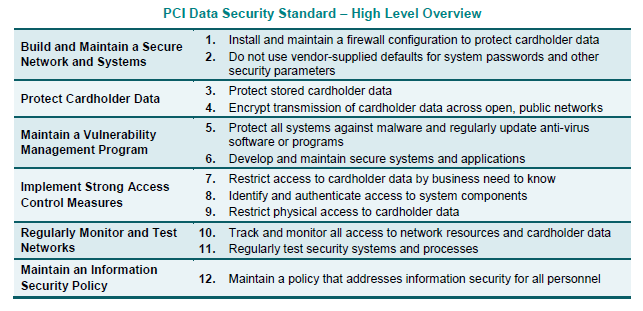 PCI Data Security Standard – High Level Overview
Build and Maintain a Secure
Network and Systems
1. Install and maintain a firewall configuration to protect cardholder data
2. Do not use vendor-supplied defaults for system passwords and other
security parameters
Protect Cardholder Data
3. Protect stored cardholder data
4. Encrypt transmission of cardholder data across open, public networks
Maintain a Vulnerability
Management Program
5. Protect all systems against malware and regularly update anti-virus
software or programs
6. Develop and maintain secure systems and applications
Implement Strong Access
Control Measures
7. Restrict access to cardholder data by business need to know
8. Identify and authenticate access to system components
9. Restrict physical access to cardholder data
Regularly Monitor and Test
Networks
10. Track and monitor all access to network resources and cardholder data
11. Regularly test security systems and processes
Maintain an Information
Security Policy
12. Maintain a policy that addresses information security for all personnel